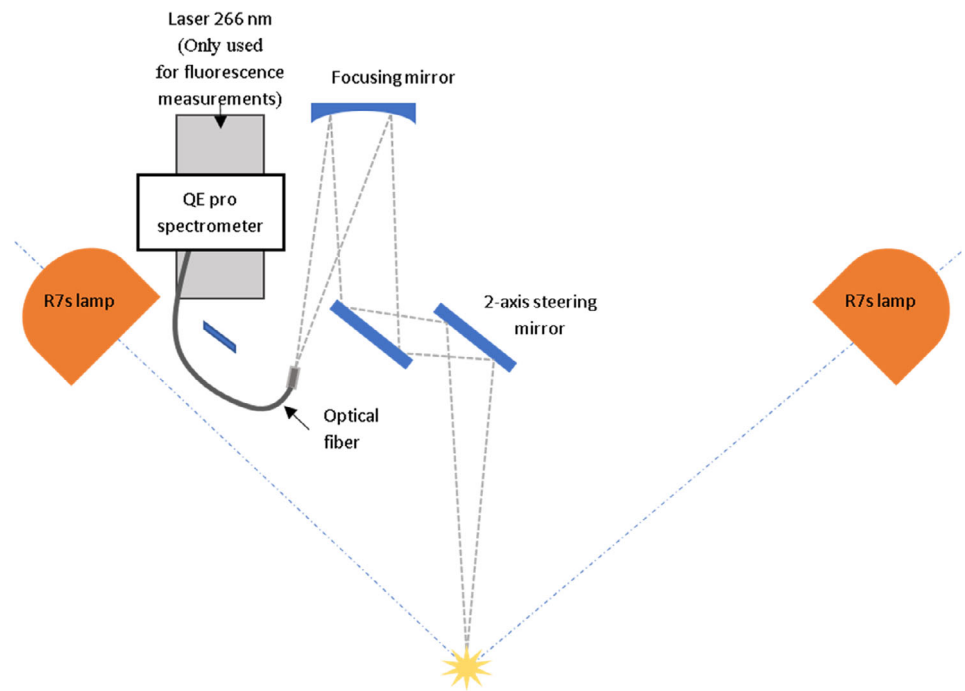 Laser 266 nm
(Only used
for fluorescence
measurements)
Focusing mirror
QE pro
spectrometer
R7s lamp
2-axis steering
mirror
R7s lamp
Optical
fiber